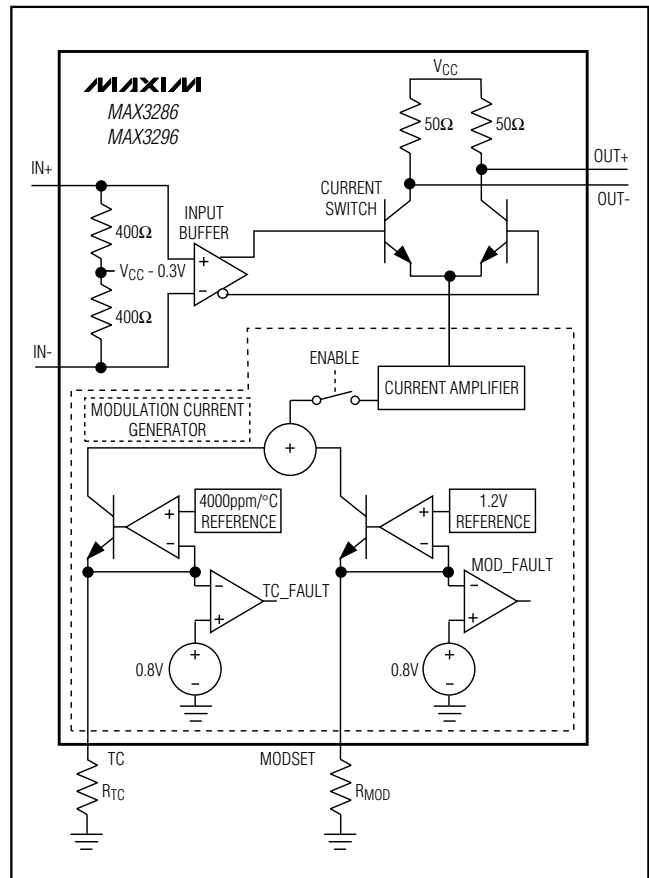 MAXIM
MAX3286
MAX3296
VCC
50Ω
50Ω
IN+
OUT+
OUT-
CURRENT
SWITCH
INPUT
BUFFER
400Ω
+
VCC - 0.3V
400Ω
-
IN-
ENABLE
CURRENT AMPLIFIER
MODULATION CURRENT
GENERATOR
+
4000ppm/°C
REFERENCE
+
-
1.2V
REFERENCE
+
-
TC_FAULT
-
+
MOD_FAULT
-
+
0.8V
+
-
0.8V
+
-
TC
MODSET
RTC
RMOD